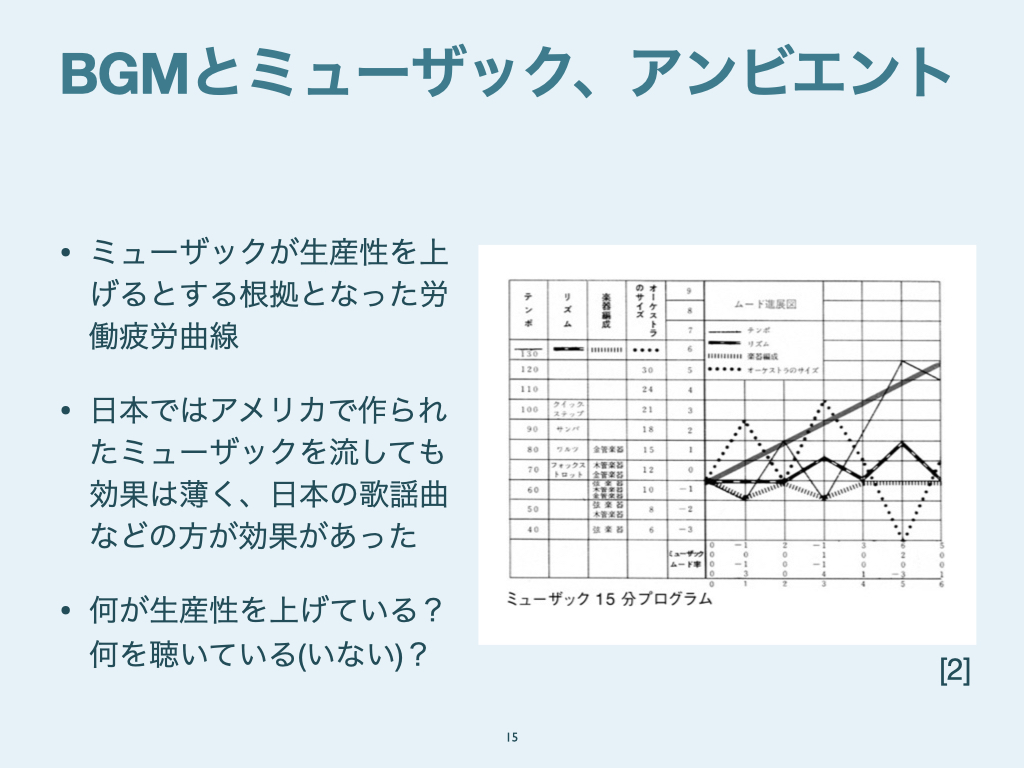 BGMとミューザック、アンビエント
• ミューザックが生産性を上
げるとする根拠となった労
働疲労曲線
• 日本ではアメリカで作られ
たミューザックを流しても
効果は薄く、日本の歌謡曲
などの方が効果があった
• 何が生産性を上げている？
何を聴いている(いない)？
テンポ リズム 楽器編成 オーケストラのサイズ 9
8
7
130 6
120 30 5
110 24 4
100 クイックステップ 21 3
90 サンバ 18 2
80 ワルツ 金管楽器 15 1
70 フォックストロット 木管楽器 金管楽器 12 0
60 弦楽器 木管楽器 金管楽器 10 −1
50 弦楽器 木管楽器 8 −2
40 弦楽器 6 −3
ムード進展図
テンポ
リズム
楽器編成
オーケストラのサイズ
ミューザック
ムード率
0 −1 2 −1 3 6 5
0 0 0 1 0 2 0
0 −1 0 −1 0 0 0
0 3 0 4 1 −3 1
0 1 2 3 4 5 6
ミューザック 15 分プログラム
[2]
15